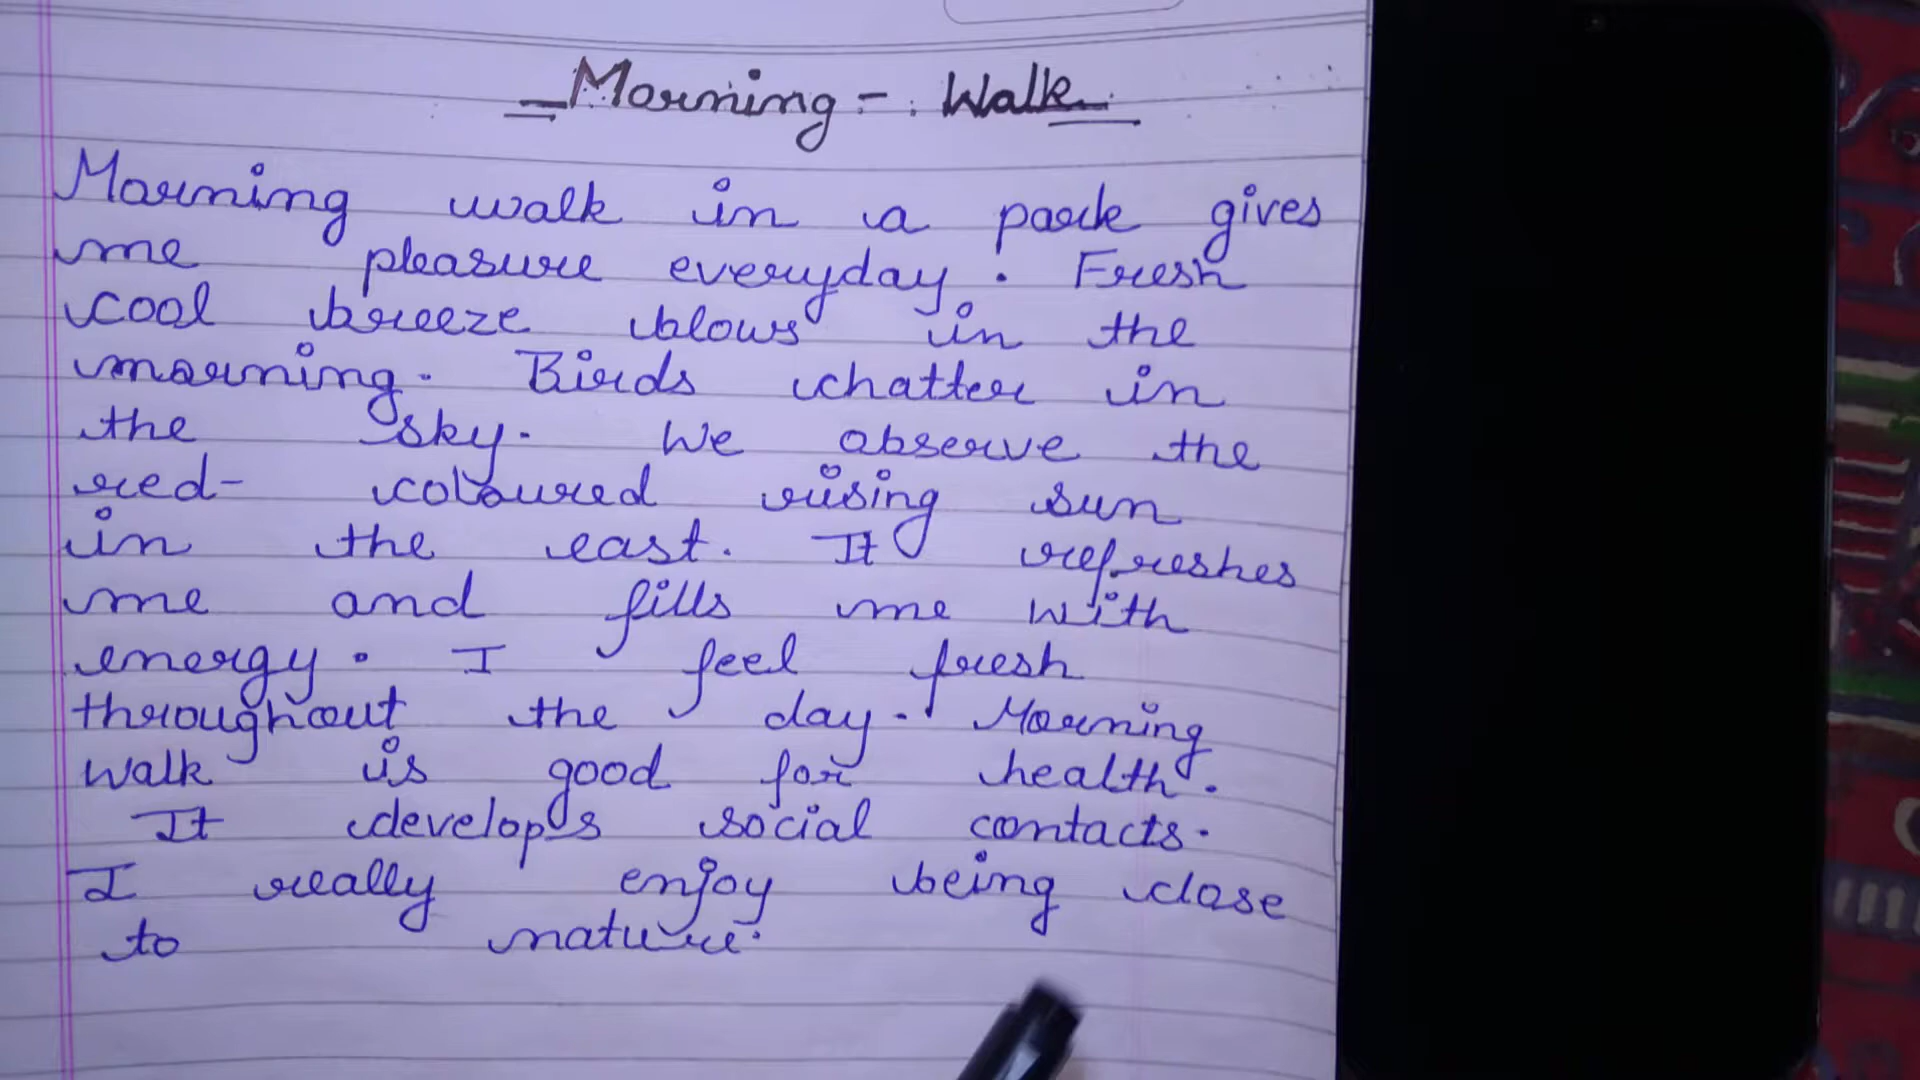 Morning - Walk
Morning walk in a park gives
me pleasure everyday. Fresh
cool breeze blows in the
morning. Birds chatter in
the sky. We observe the
red- coloured rising sun
in the east. It refreshes
me and fills me with
energy. I feel fresh
throughout the day. Morning
walk is good for health.
It develops social contacts.
I really enjoy being close
to nature.